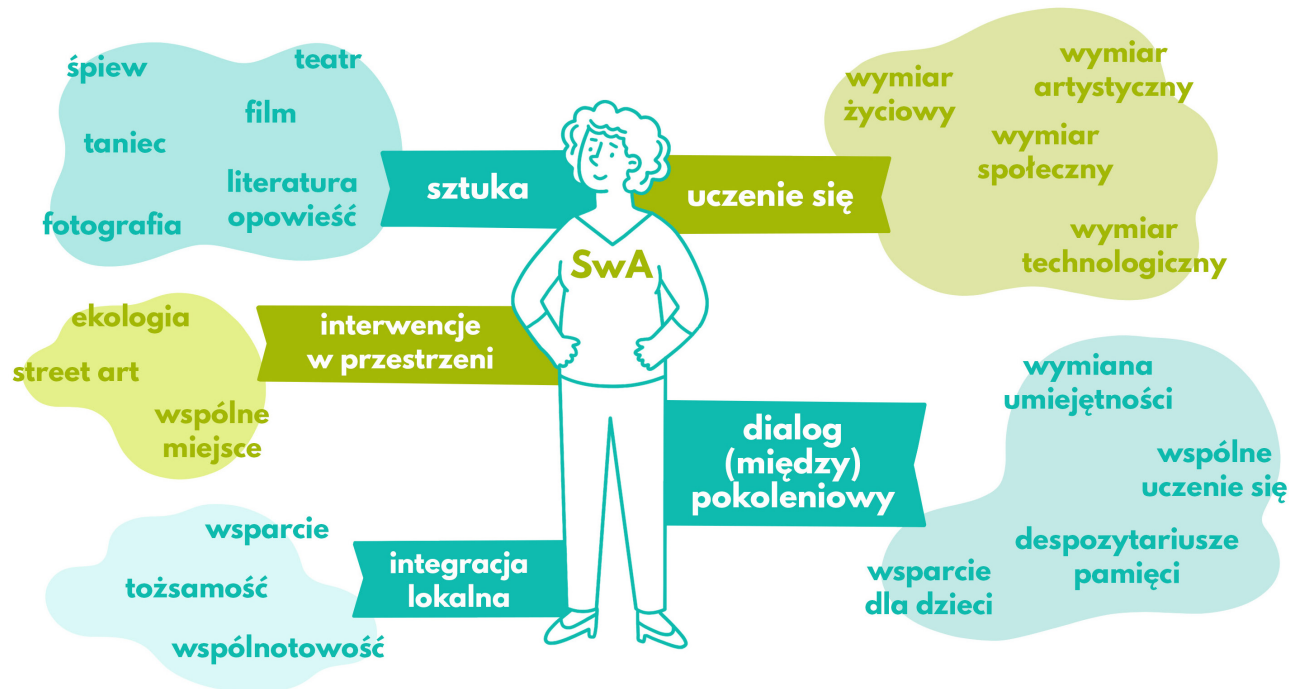 śpiew
teatr
film
taniec
literatura
opowieść
fotografia
sztuka
uczenie się
wymiar
życiowy
wymiar
artystyczny
wymiar
społeczny
wymiar
technologiczny
SwA
ekologia
street art
wspólne
miejsce
interwencje
w przestrzeni
dialog
(między)
pokoleniowy
wymiana
umiejętności
wspólne
uczenie się
despozytariusze
pamięci
wsparcie
dla dzieci
wsparcie
tożsamość
wspólnotowość
integracja
lokalna